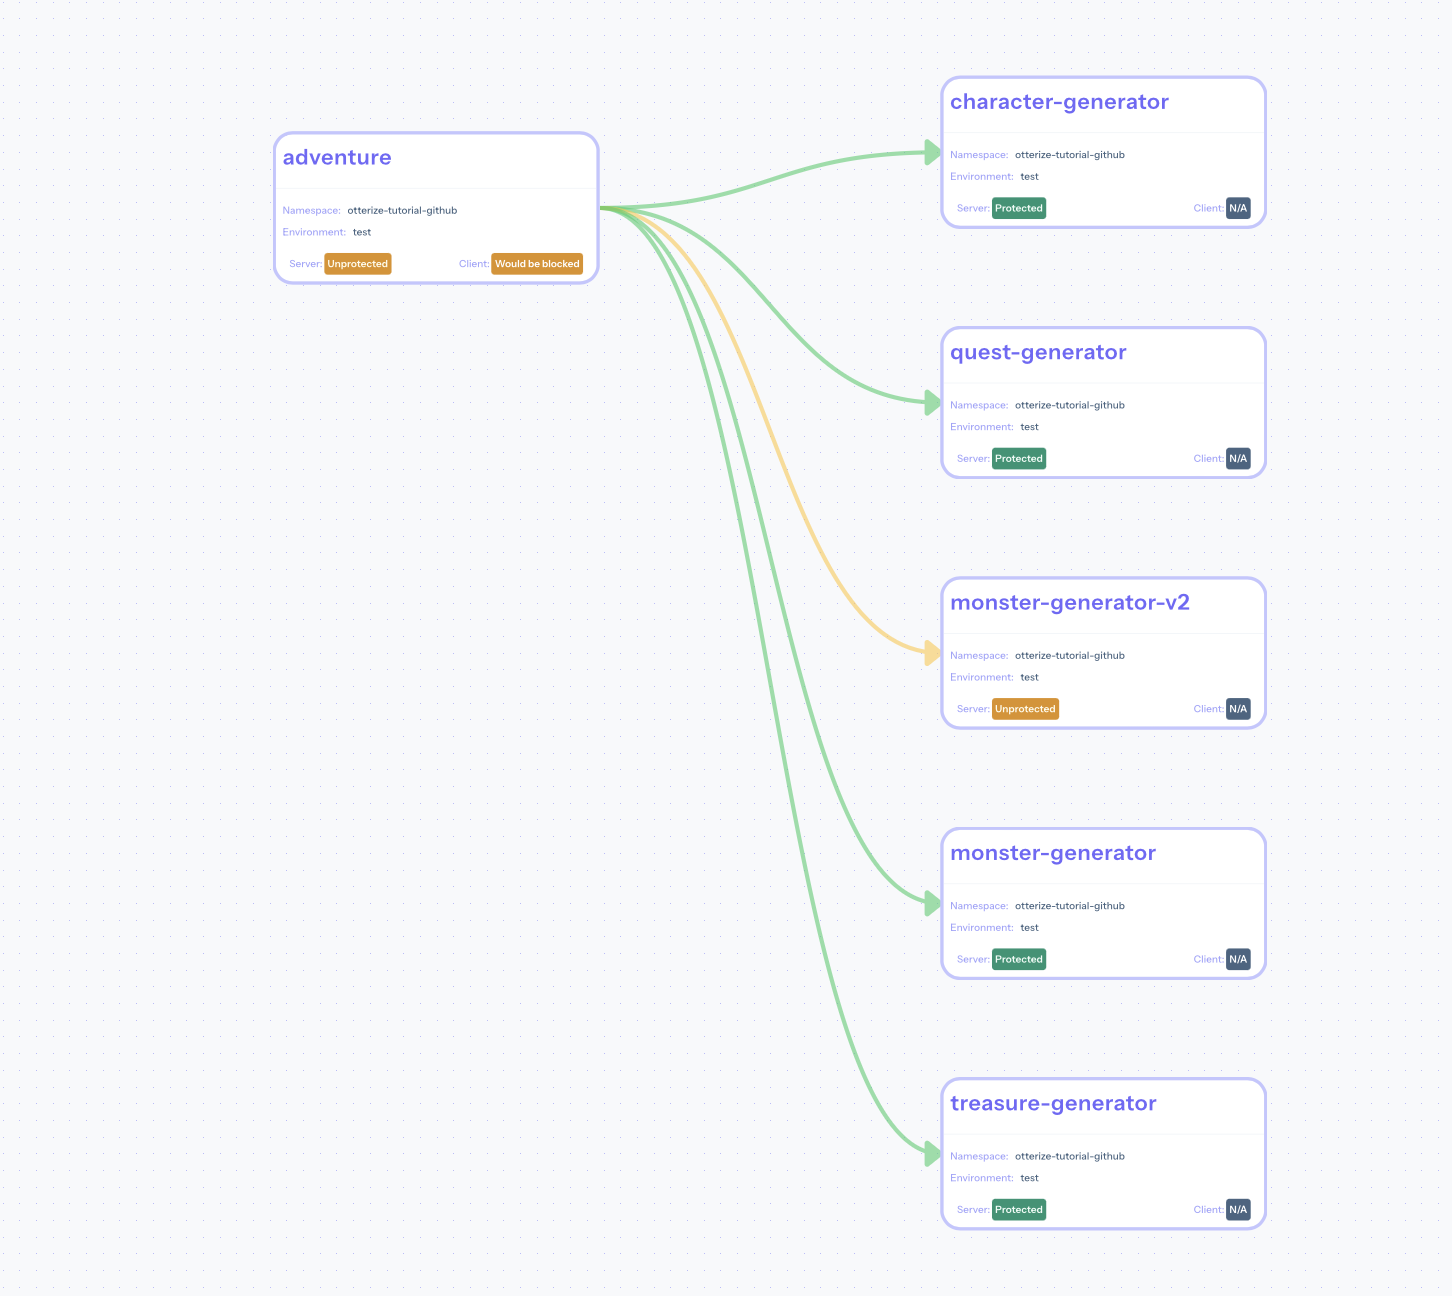 adventure
Namespace: otterize-tutorial-github
Environment: test
Server: Unprotected Client: Would be blocked
character-generator
Namespace: otterize-tutorial-github
Environment: test
Server: Protected Client: N/A
quest-generator
Namespace: otterize-tutorial-github
Environment: test
Server: Protected Client: N/A
monster-generator-v2
Namespace: otterize-tutorial-github
Environment: test
Server: Unprotected Client: N/A
monster-generator
Namespace: otterize-tutorial-github
Environment: test
Server: Protected Client: N/A
treasure-generator
Namespace: otterize-tutorial-github
Environment: test
Server: Protected Client: N/A